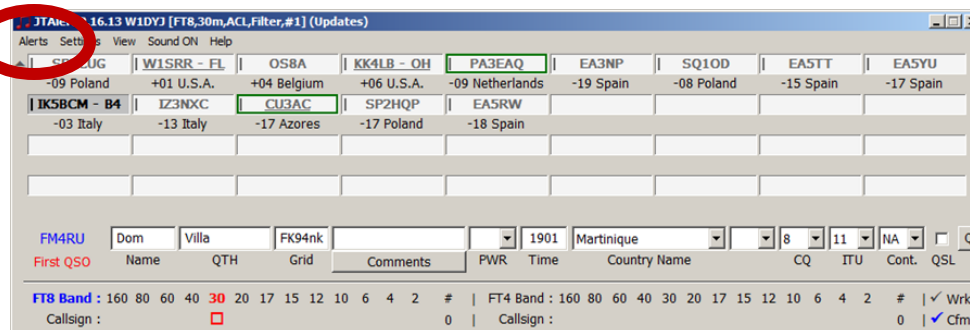 16.13 W1DYJ [FT8,30m,ACL,Filter,#1] (Updates)
Alerts View Sound ON Help
W1SRR - FL OS8A KK4LB - OH PA3EAQ EA3NP SQ1OD EA5TT EA5YU
-09 Poland +01 U.S.A. +04 Belgium +06 U.S.A. -09 Netherlands -19 Spain -08 Poland -15 Spain -17 Spain
IK5BCM - B4 IZ3NXC CU3AC SP2HQP EA5RW
-03 Italy -13 Italy -17 Azores -17 Poland -18 Spain
FM4RU Dom Villa FK94nk 1901 Martinique 8 11 NA
First QSO Name QTH Grid Comments PWR Time Country Name CQ ITU Cont. QSL
FT8 Band : 160 80 60 40 30 20 17 15 12 10 6 4 2 # | FT4 Band : 160 80 60 40 30 20 17 15 12 10 6 4 2 # | ✓ Wrk
Callsign : 0 | Callsign : 0 | ✓ Cfm